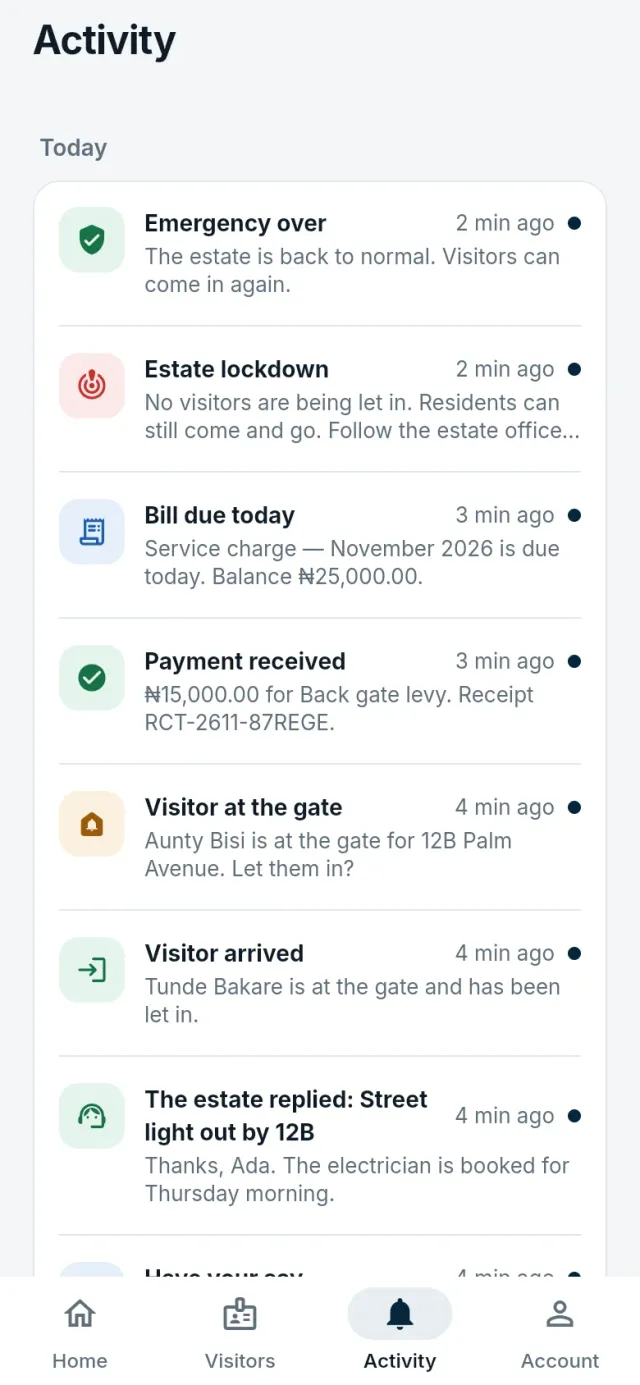 Activity
Today
Emergency over 2 min ago
The estate is back to normal. Visitors can
come in again.
Estate lockdown 2 min ago
No visitors are being let in. Residents can
still come and go. Follow the estate office...
Bill due today 3 min ago
Service charge — November 2026 is due
today. Balance ₦25,000.00.
Payment received 3 min ago
₦15,000.00 for Back gate levy. Receipt
RCT-2611-87REGE.
Visitor at the gate 4 min ago
Aunty Bisi is at the gate for 12B Palm
Avenue. Let them in?
Visitor arrived 4 min ago
Tunde Bakare is at the gate and has been
let in.
The estate replied: Street
light out by 12B 4 min ago
Thanks, Ada. The electrician is booked for
Thursday morning.
Have your say 4 min ago
Home Visitors Activity Account